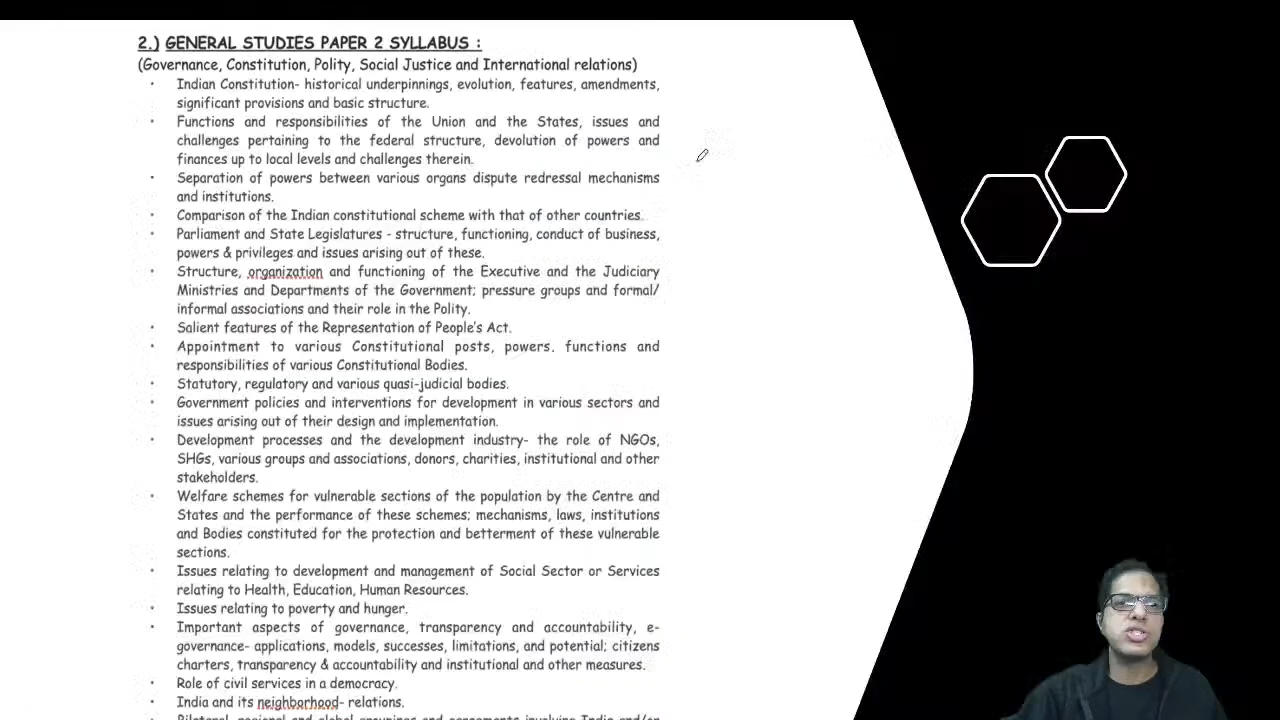 2.) GENERAL STUDIES PAPER 2 SYLLABUS :
(Governance, Constitution, Polity, Social Justice and International relations)
• Indian Constitution- historical underpinnings, evolution, features, amendments,
significant provisions and basic structure.
• Functions and responsibilities of the Union and the States, issues and
challenges pertaining to the federal structure, devolution of powers and
finances up to local levels and challenges therein.
• Separation of powers between various organs dispute redressal mechanisms
and institutions.
• Comparison of the Indian constitutional scheme with that of other countries.
• Parliament and State Legislatures - structure, functioning, conduct of business,
powers & privileges and issues arising out of these.
• Structure, organization and functioning of the Executive and the Judiciary
Ministries and Departments of the Government; pressure groups and formal/
informal associations and their role in the Polity.
• Salient features of the Representation of People's Act.
• Appointment to various Constitutional posts, powers, functions and
responsibilities of various Constitutional Bodies.
• Statutory, regulatory and various quasi-judicial bodies.
• Government policies and interventions for development in various sectors and
issues arising out of their design and implementation.
• Development processes and the development industry- the role of NGOs,
SHGs, various groups and associations, donors, charities, institutional and other
stakeholders.
• Welfare schemes for vulnerable sections of the population by the Centre and
States and the performance of these schemes; mechanisms, laws, institutions
and Bodies constituted for the protection and betterment of these vulnerable
sections.
• Issues relating to development and management of Social Sector or Services
relating to Health, Education, Human Resources.
• Issues relating to poverty and hunger.
• Important aspects of governance, transparency and accountability, e-
governance- applications, models, successes, limitations, and potential; citizens
charters, transparency & accountability and institutional and other measures.
• Role of civil services in a democracy.
• India and its neighborhood- relations.
Bilateral, regional and global groupings and agreements involving India and/or